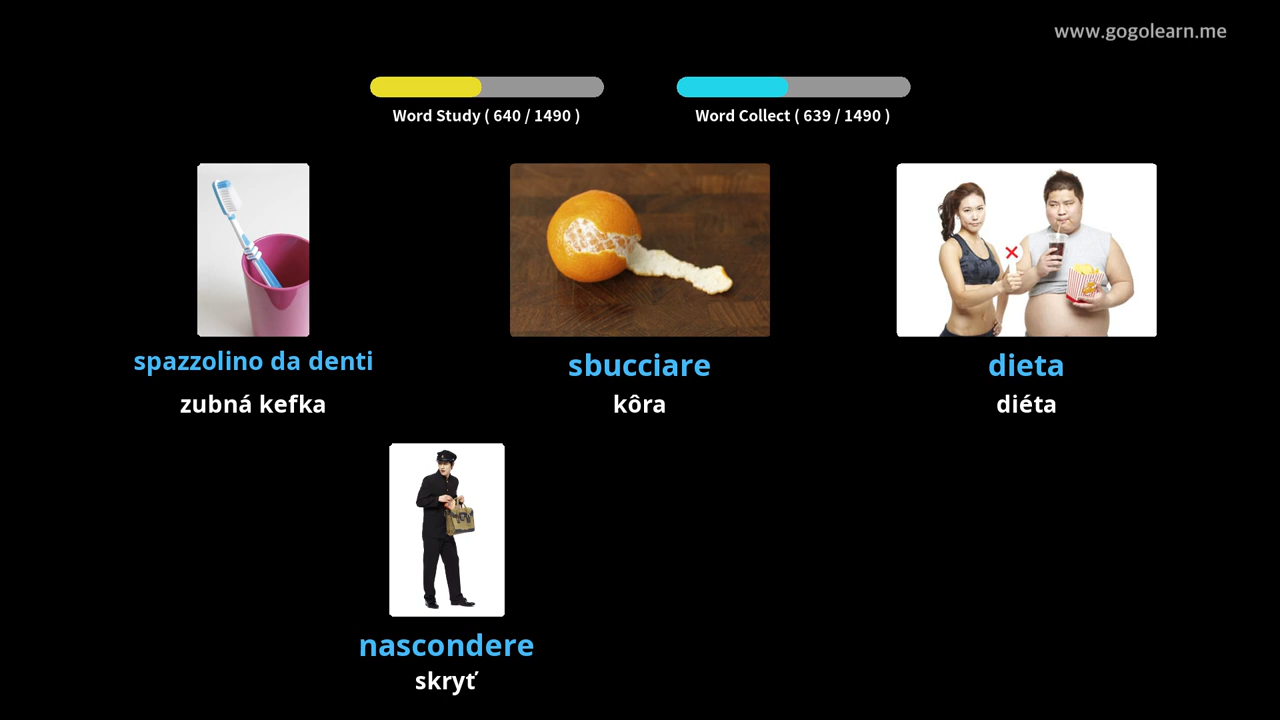 www.gogolearn.me
Word Study ( 640 / 1490 )
Word Collect ( 639 / 1490 )
spazzolino da denti
sbucciare
dieta
zubná kefka
kôra
diéta
nascondere
skryť